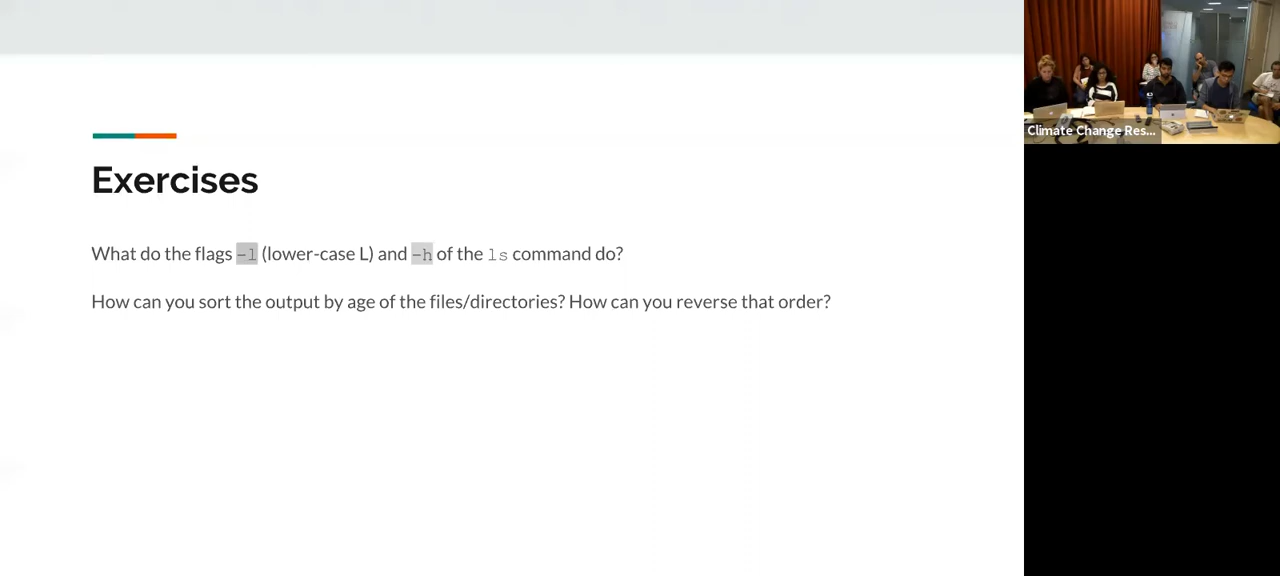 Exercises
What do the flags -l (lower-case L) and -h of the ls command do?
How can you sort the output by age of the files/directories? How can you reverse that order?
Climate Change Res...